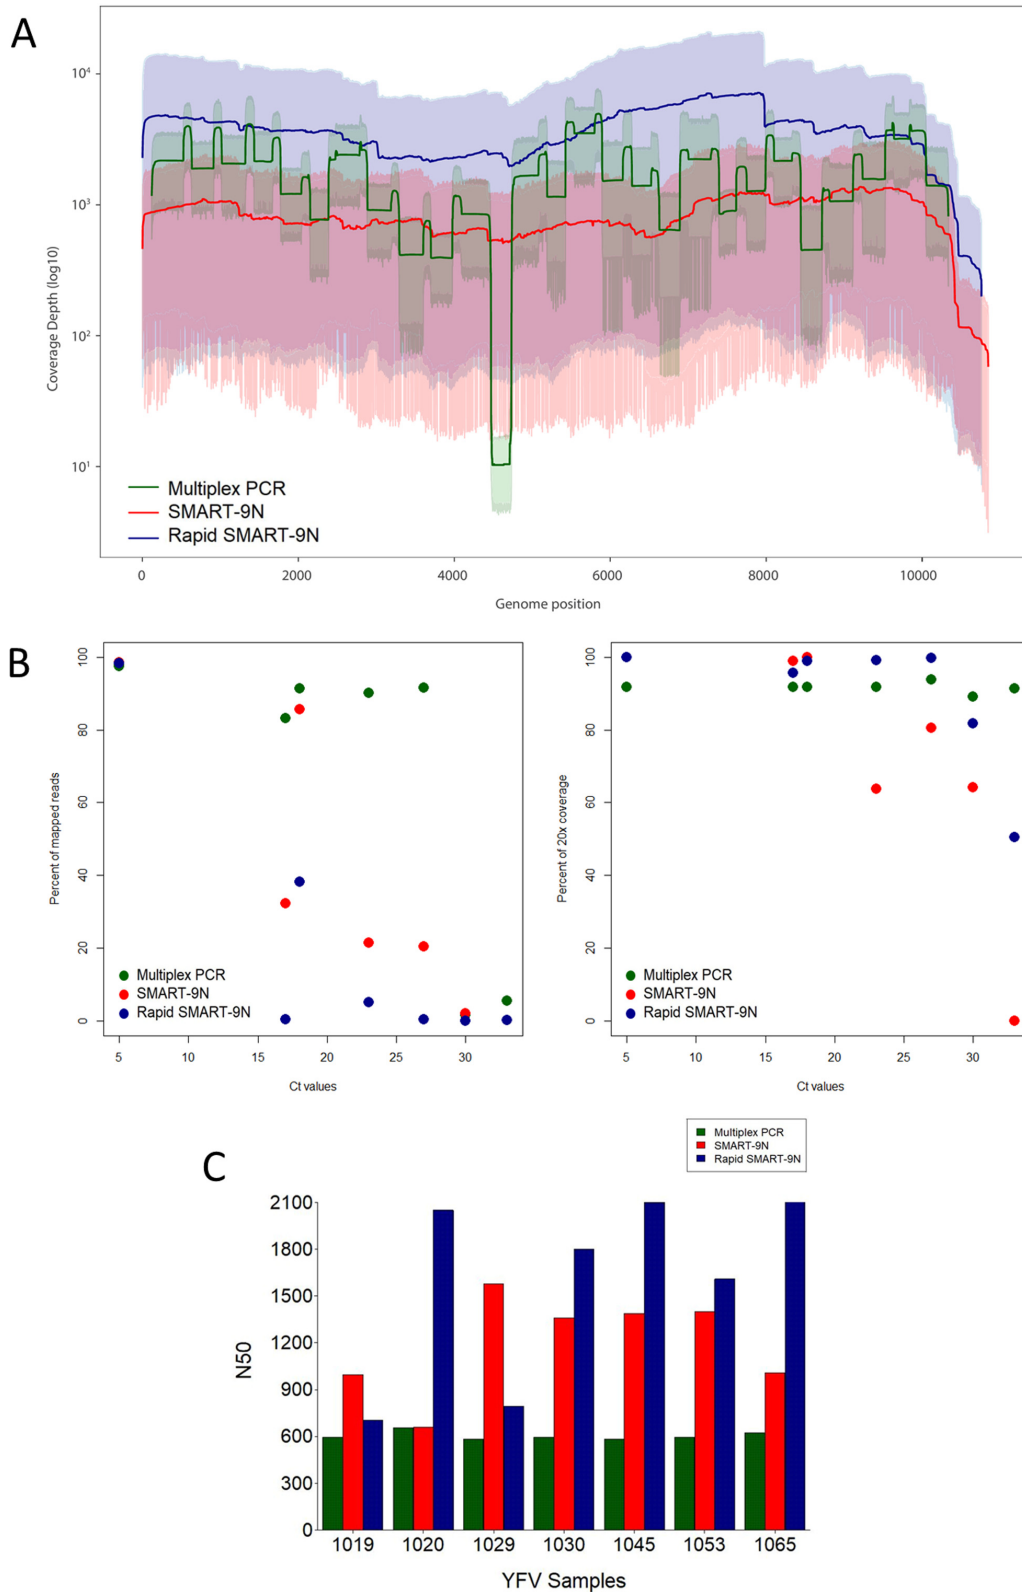 A
Coverage Depth (log10)
10⁴
10³
10²
10¹
Multiplex PCR
SMART-9N
Rapid SMART-9N
0 2000 4000 6000 8000 10000
Genome position
B
Percent of mapped reads
100
80
60
40
20
0
Multiplex PCR
SMART-9N
Rapid SMART-9N
5 10 15 20 25 30
Ct values
Percent of 20x coverage
100
80
60
40
20
0
Multiplex PCR
SMART-9N
Rapid SMART-9N
5 10 15 20 25 30
Ct values
C
Multiplex PCR
SMART-9N
Rapid SMART-9N
N50
2100
1800
1500
1200
900
600
300
0
1019 1020 1029 1030 1045 1053 1065
YFV Samples